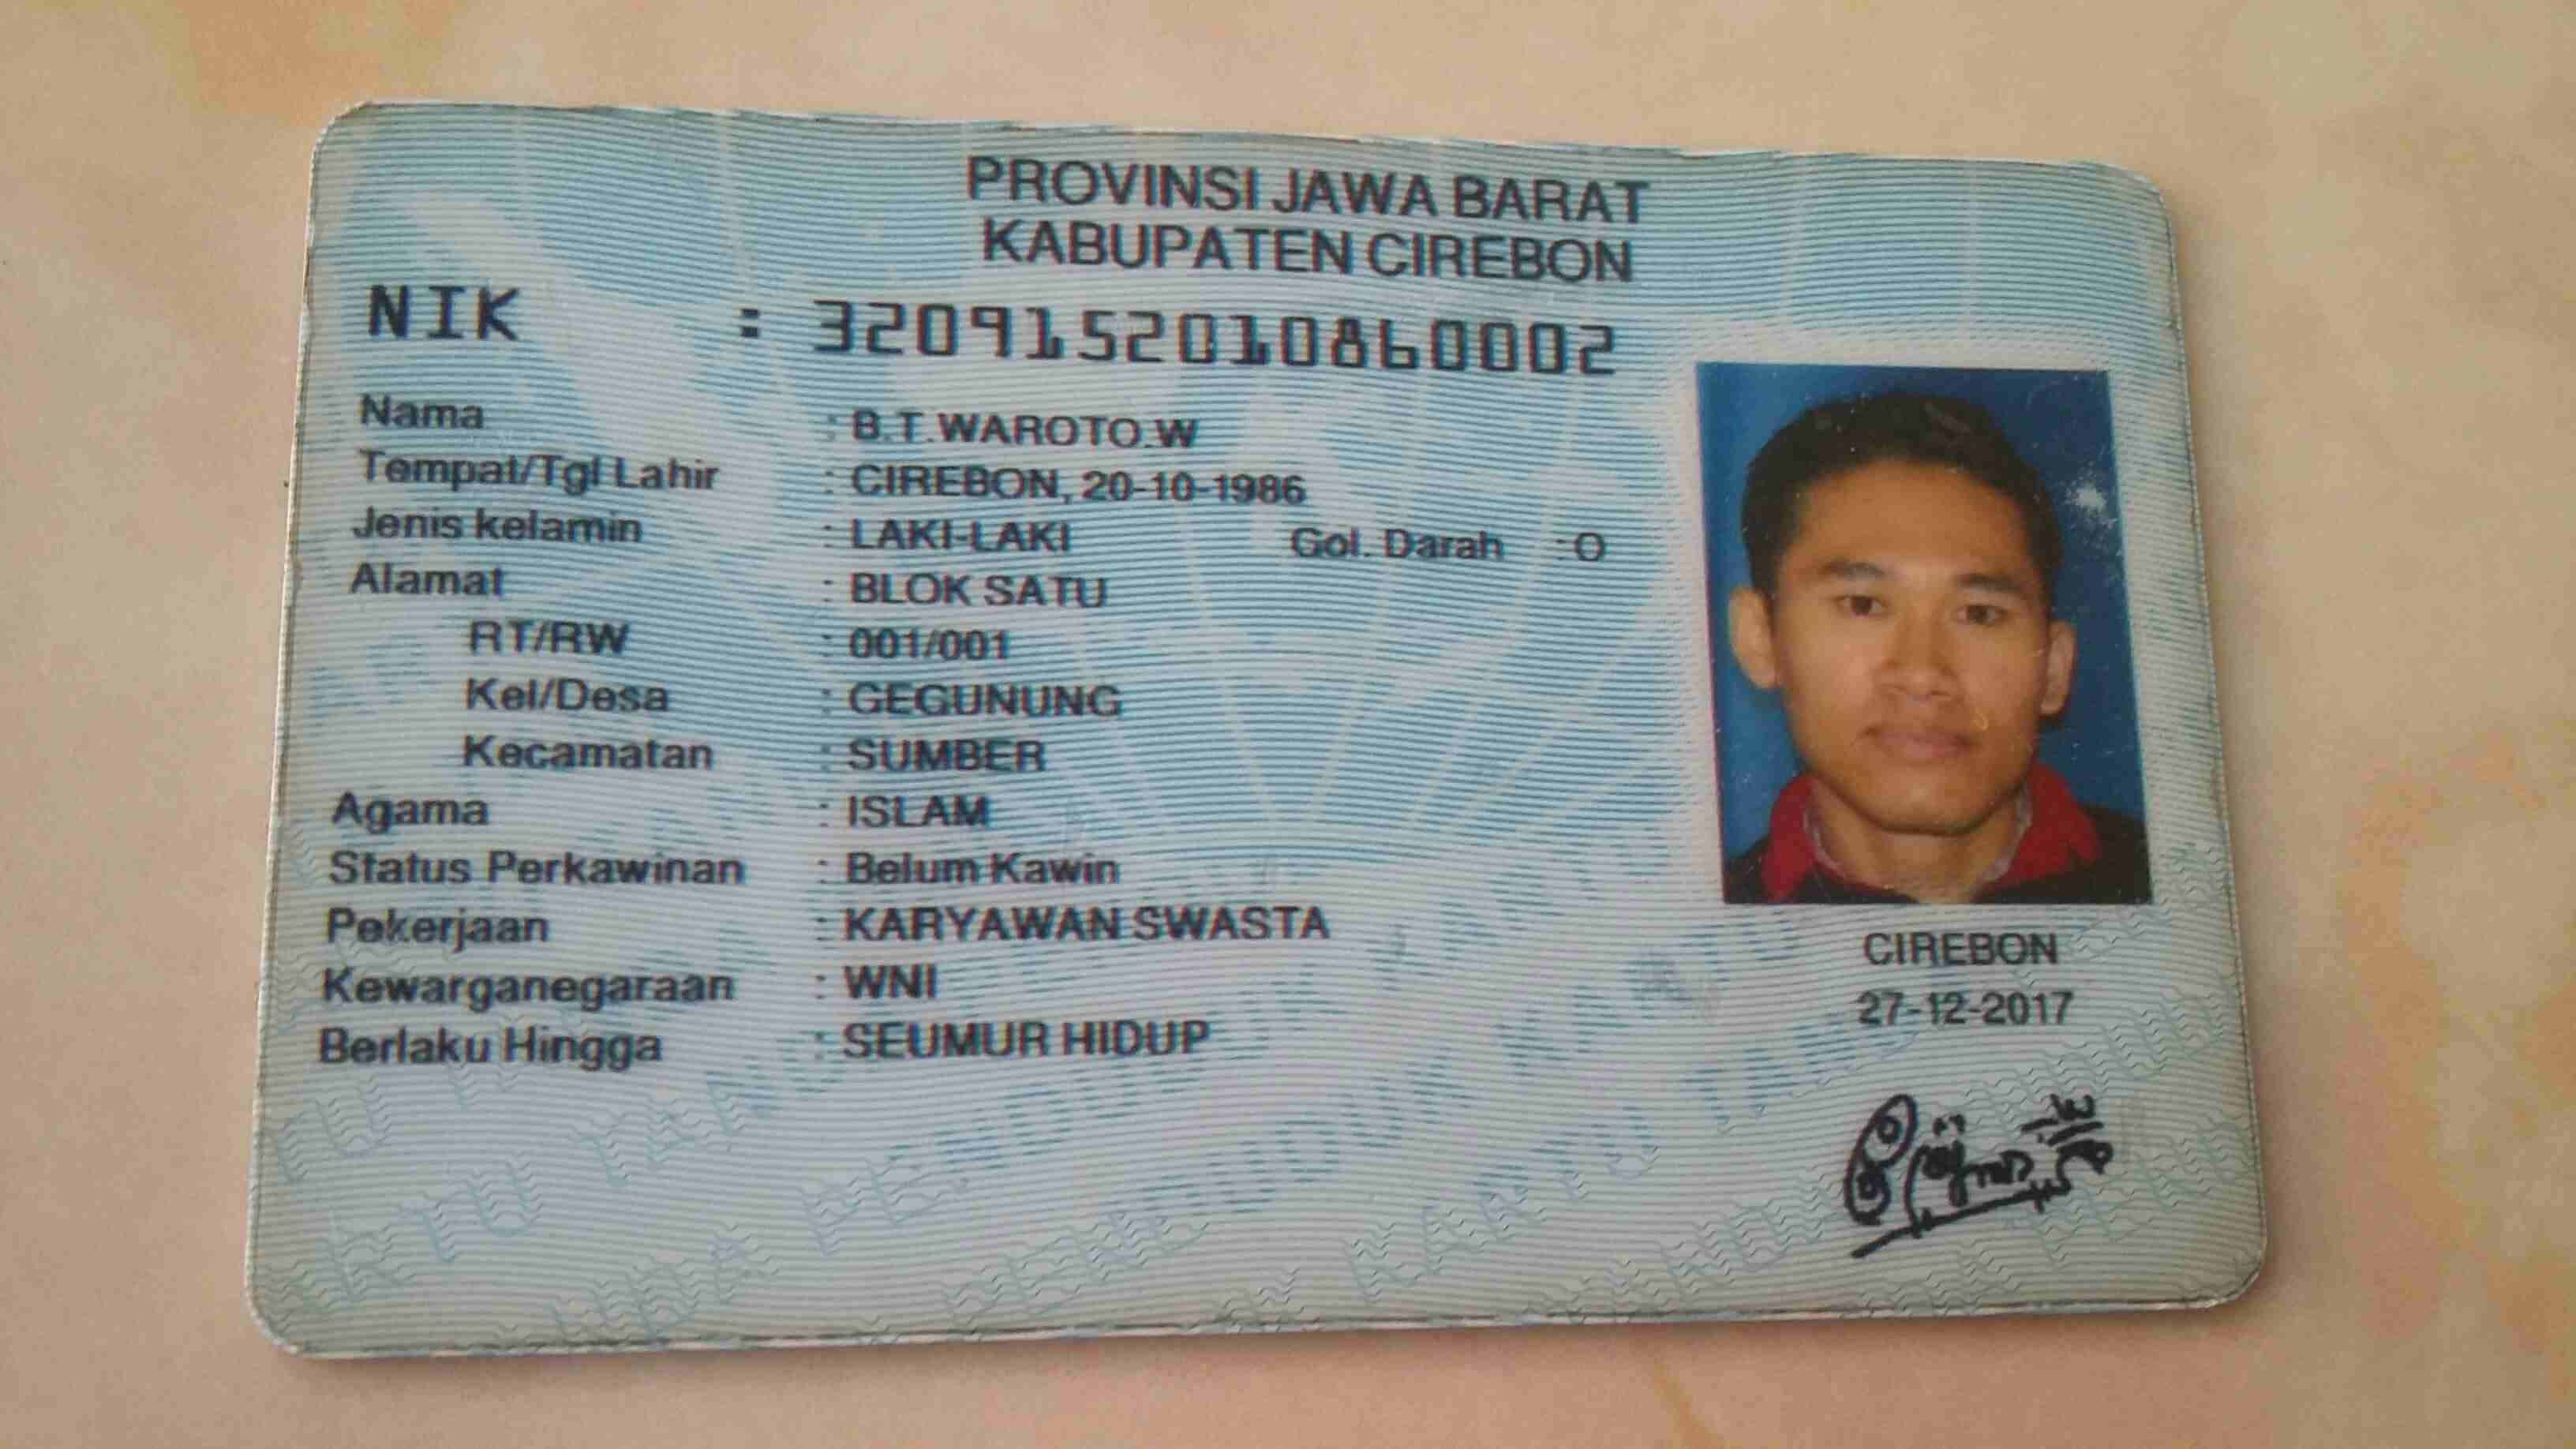 PROVINSI JAWA BARAT
KABUPATEN CIREBON
NIK : 3209152010860002
Nama : B.T.WAROTO.W
Tempat/Tgl Lahir : CIREBON, 20-10-1986
Jenis kelamin : LAKI-LAKI Gol. Darah : O
Alamat : BLOK SATU
RT/RW : 001/001
Kel/Desa : GEGUNUNG
Kecamatan : SUMBER
Agama : ISLAM
Status Perkawinan : Belum Kawin
Pekerjaan : KARYAWAN SWASTA
Kewarganegaraan : WNI
Berlaku Hingga : SEUMUR HIDUP
CIREBON
27-12-2017